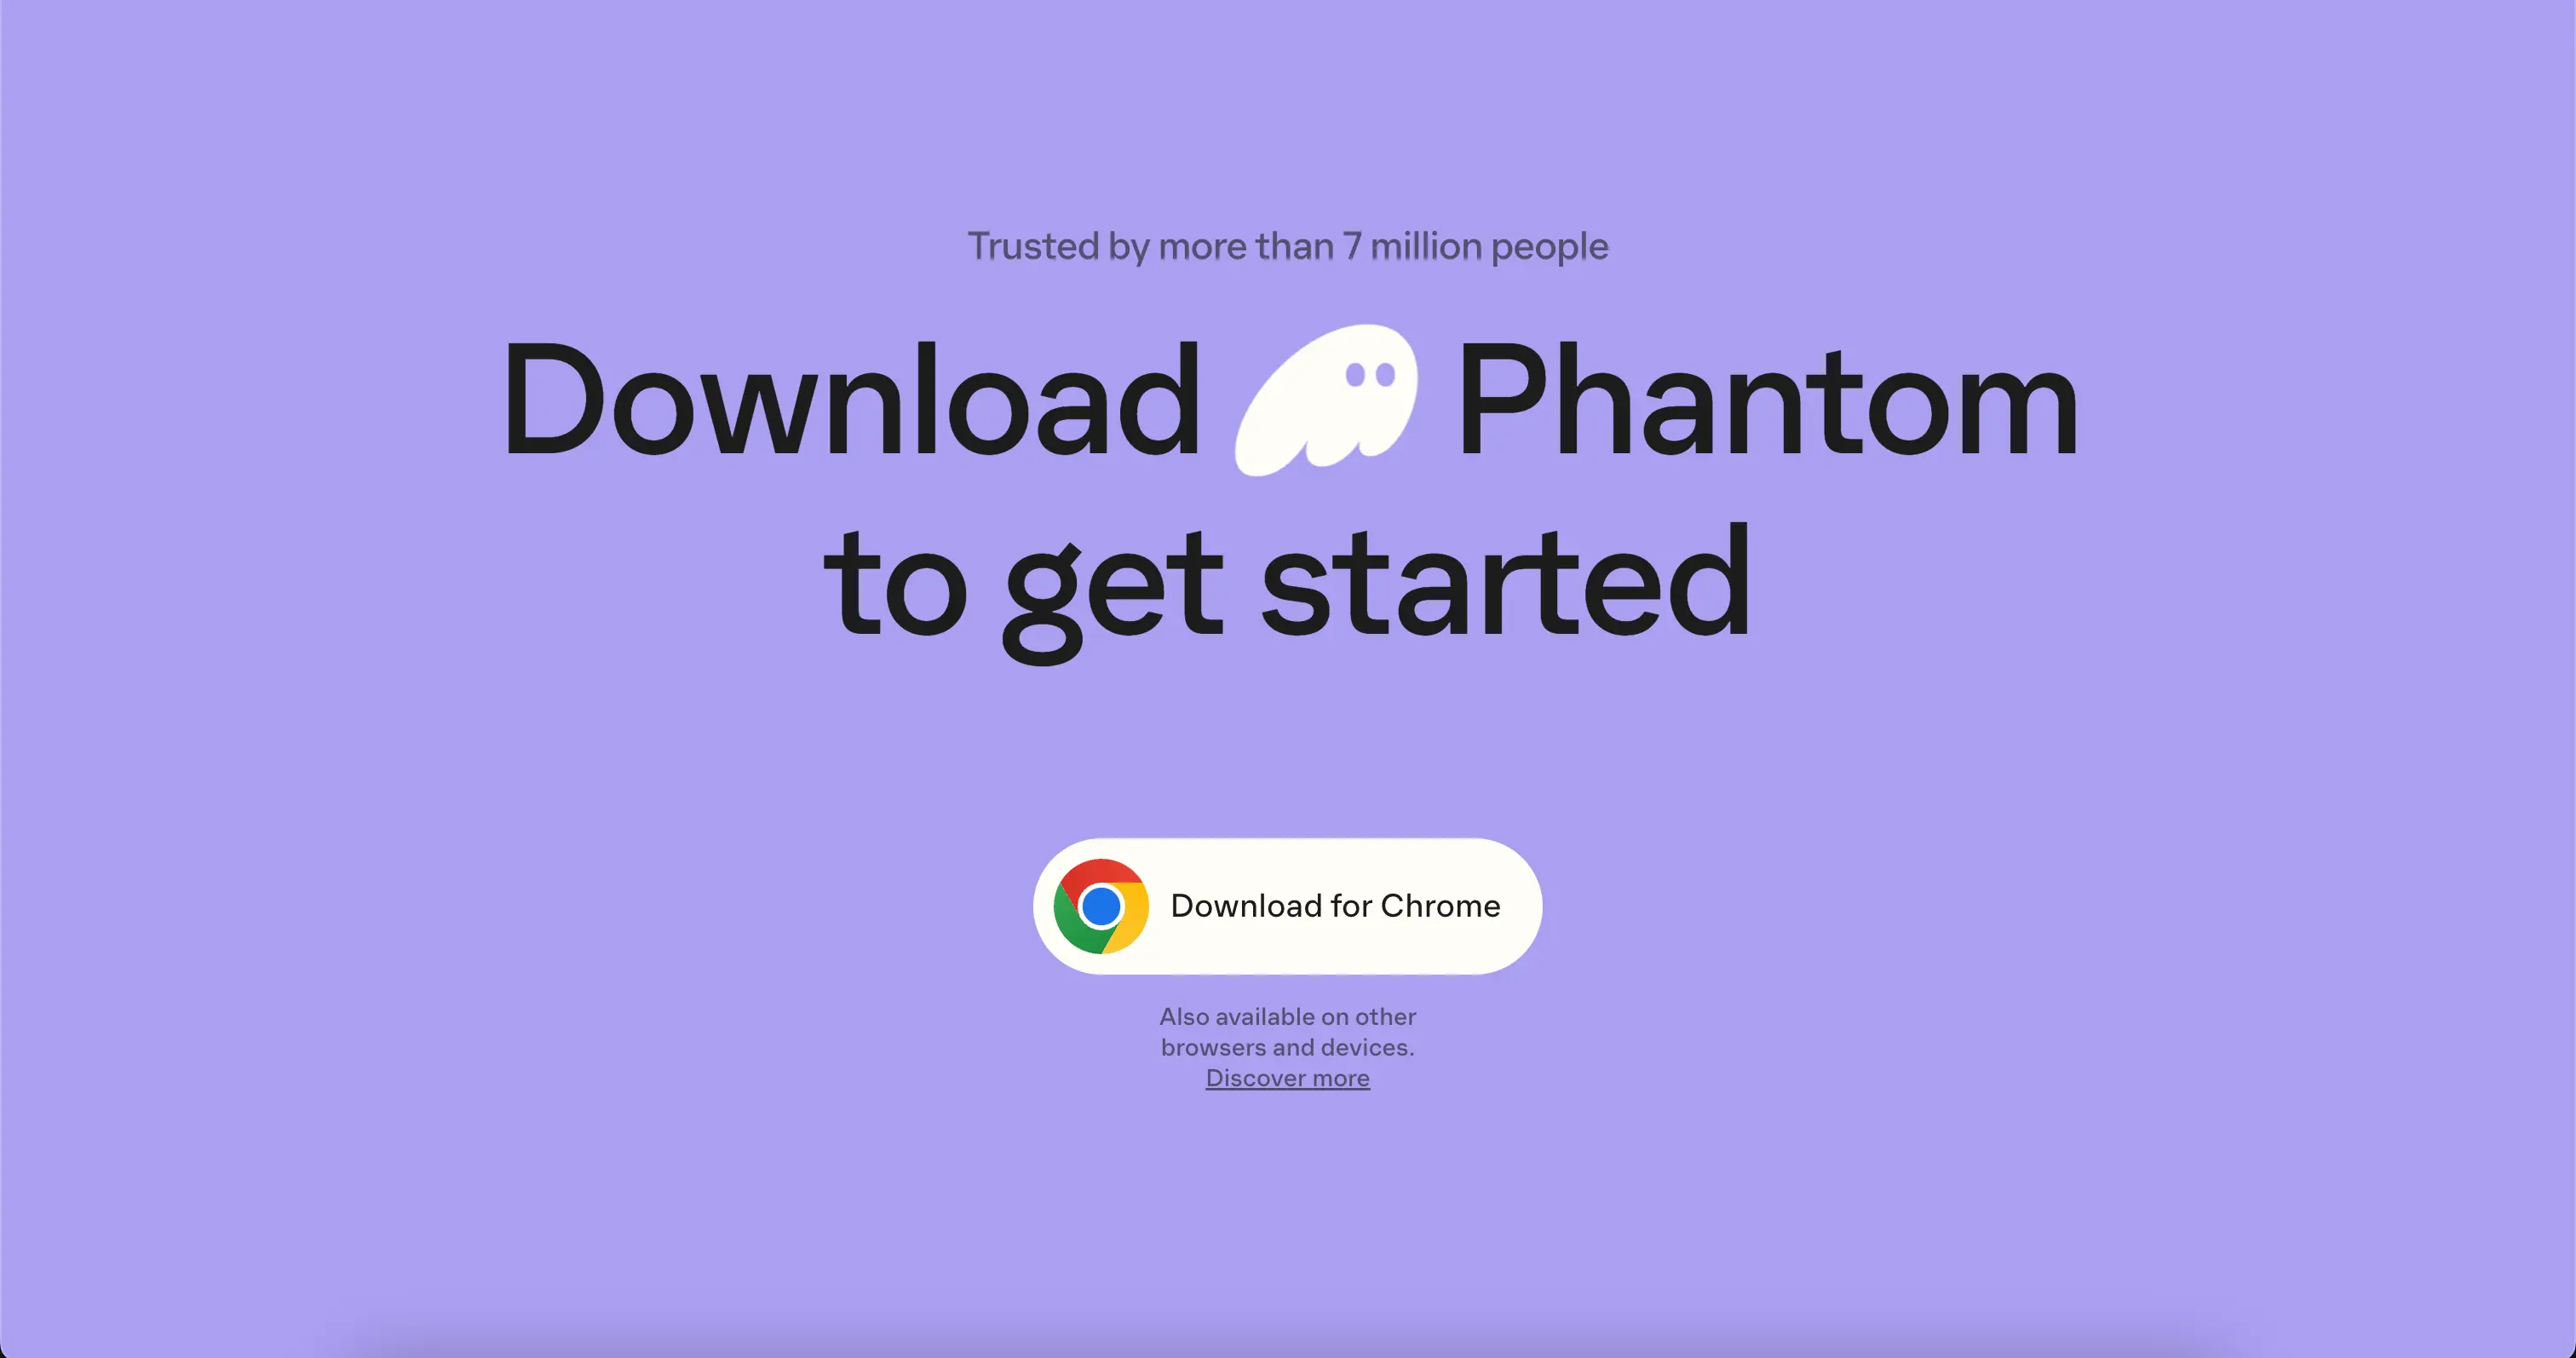 Trusted by more than 7 million people
Download Phantom
to get started
Download for Chrome
Also available on other
browsers and devices.
Discover more